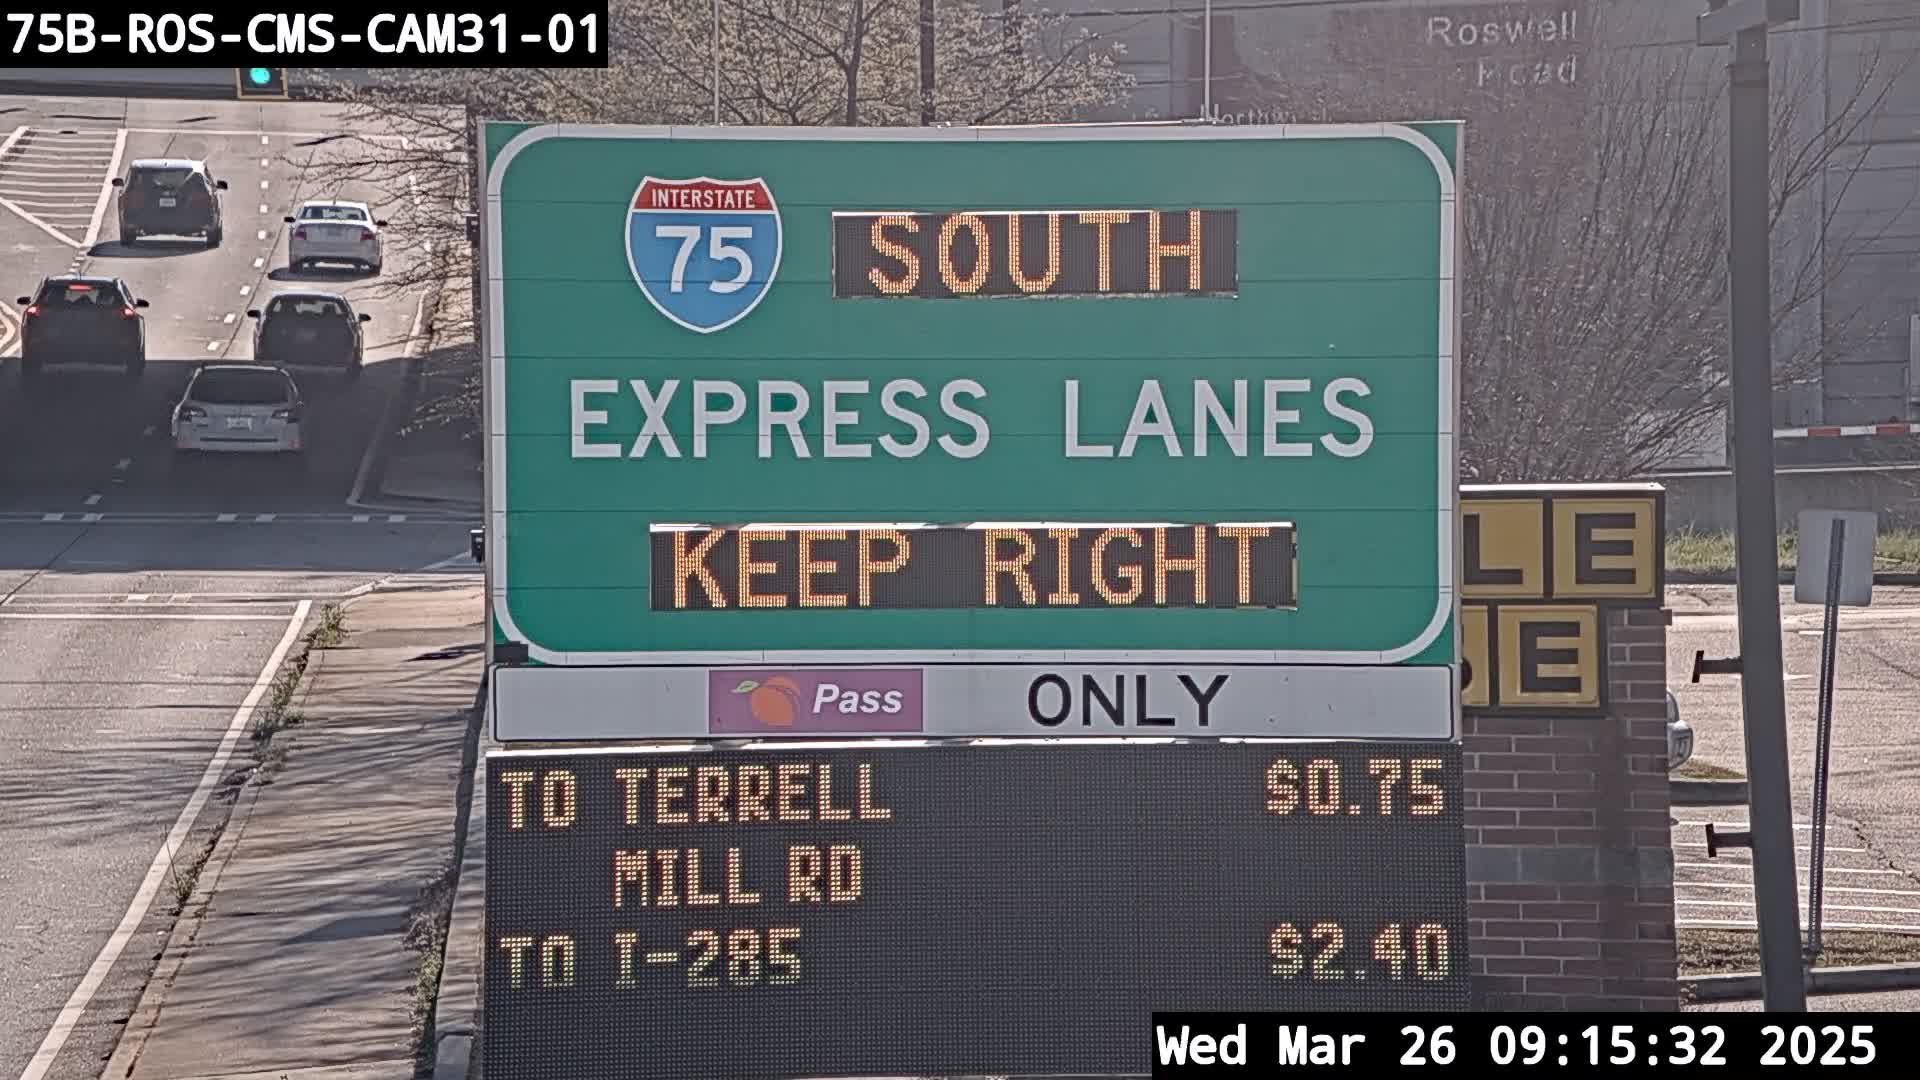 75B-ROS-CMS-CAM31-01
Roswell
Road
INTERSTATE
75
SOUTH
EXPRESS LANES
KEEP RIGHT
LE
E
Pass ONLY
TO TERRELL $0.75
MILL RD
TO I-285 $2.40
Wed Mar 26 09:15:32 2025